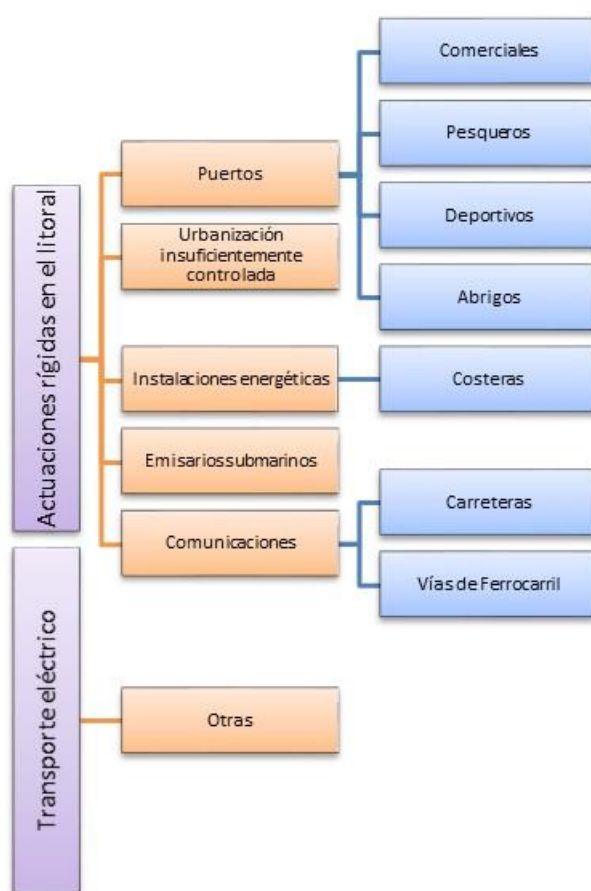 Actuaciones rígidas en el litoral
Puertos
Comerciales
Pesqueros
Deportivos
Abrigos
Urbanización
insuficientemente
controlada
Instalaciones energéticas
Costeras
Emisarios submarinos
Comunicaciones
Carreteras
Vías de Ferrocarril
Transporte eléctrico
Otras